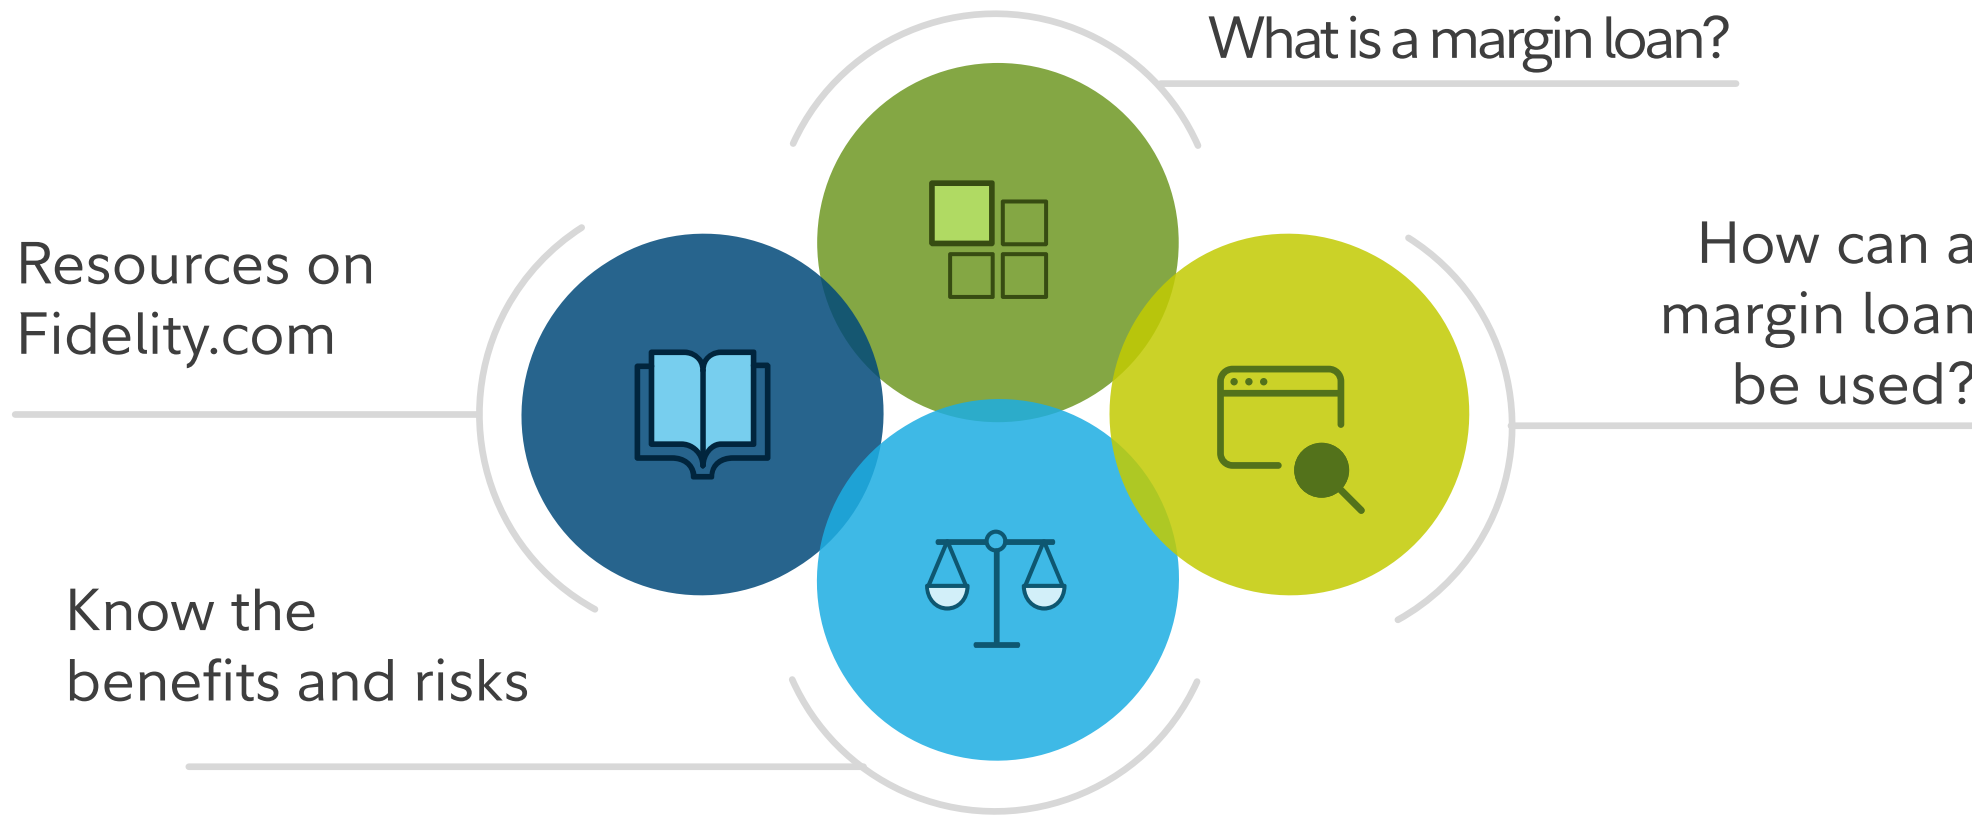 What is a margin loan?
How can a
margin loan
be used?
Resources on
Fidelity.com
Know the
benefits and risks